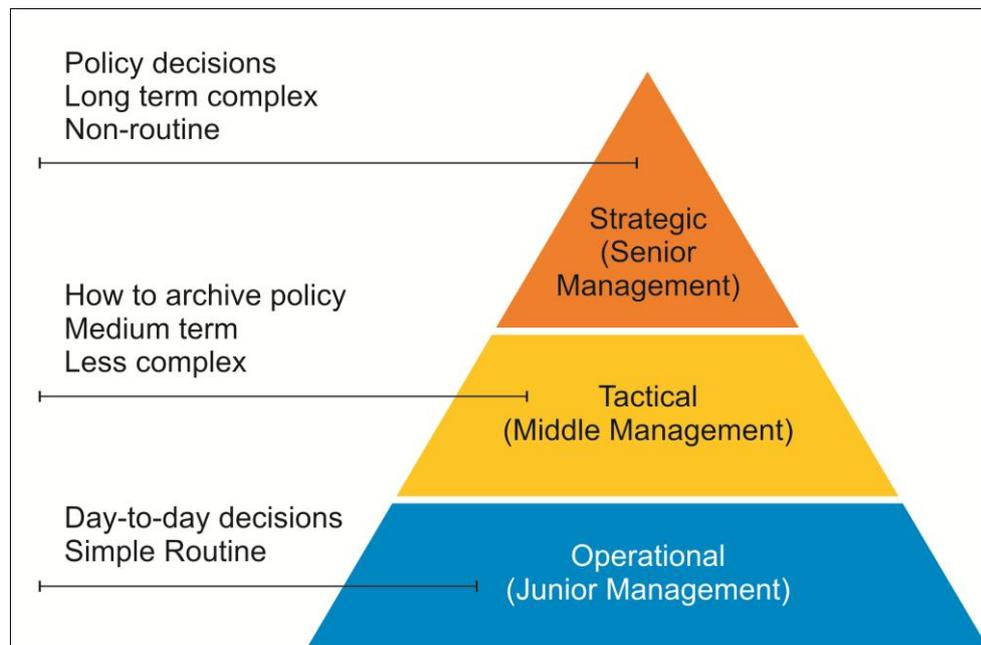 Policy decisions
Long term complex
Non-routine
Strategic
(Senior
Management)
How to archive policy
Medium term
Less complex
Tactical
(Middle Management)
Day-to-day decisions
Simple Routine
Operational
(Junior Management)